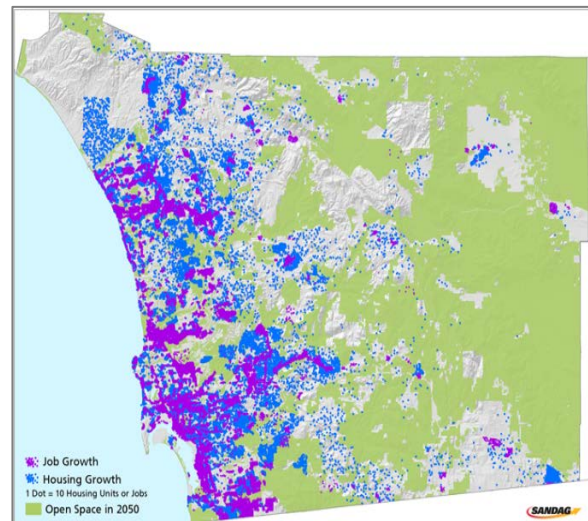 Job Growth
Housing Growth
1 Dot = 10 Housing Units or Jobs
Open Space in 2050
SANDAG